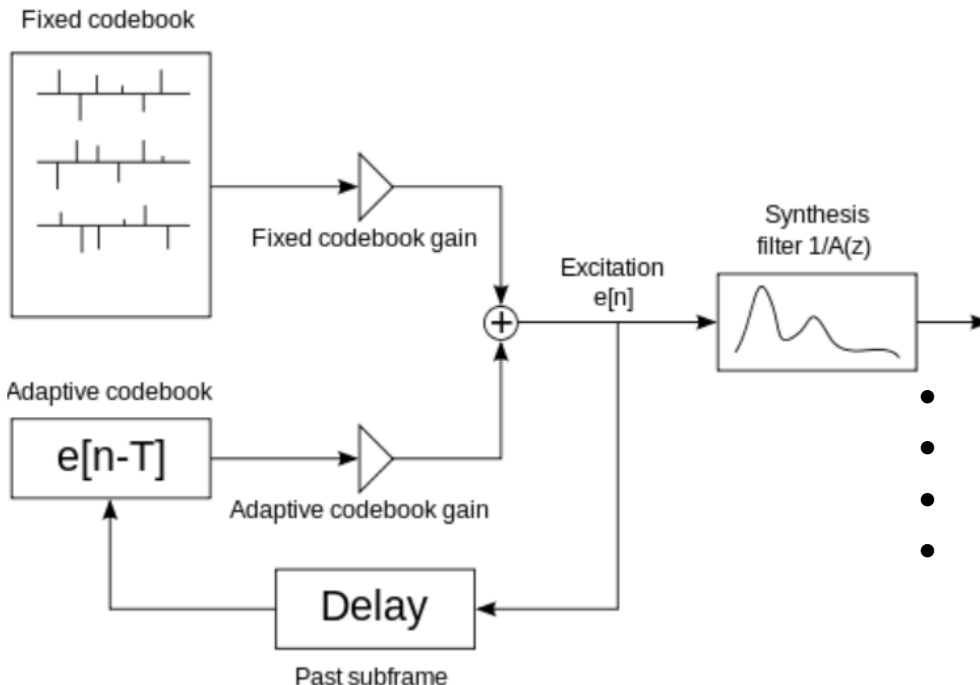 Fixed codebook
Fixed codebook gain
Synthesis
filter 1/A(z)
Excitation
e[n]
+
Adaptive codebook
e[n-T]
Adaptive codebook gain
Delay
Past subframe